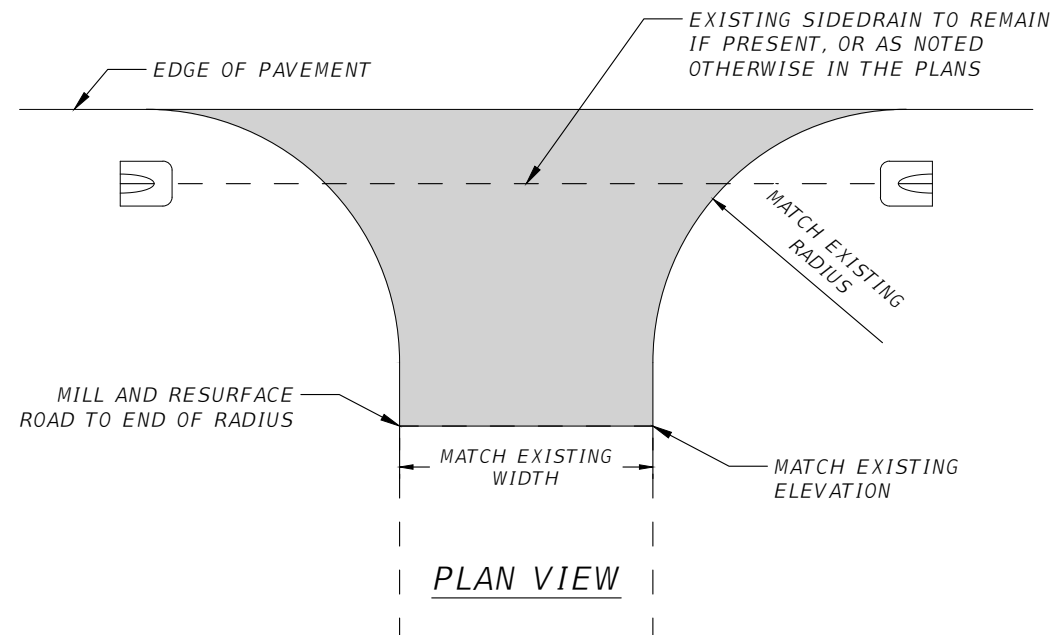 EXISTING SIDEDRAIN TO REMAIN
IF PRESENT, OR AS NOTED
OTHERWISE IN THE PLANS
EDGE OF PAVEMENT
MATCH EXISTING
RADIUS
MILL AND RESURFACE
ROAD TO END OF RADIUS
MATCH EXISTING
WIDTH
MATCH EXISTING
ELEVATION
PLAN VIEW